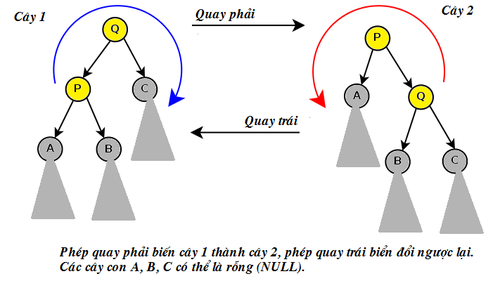 Cây 1
Quay phải
Cây 2
Q
P
C
A
B
P
A
Q
B
C
Quay trái
Phép quay phải biến cây 1 thành cây 2, phép quay trái biến đổi ngược lại.
Các cây con A, B, C có thể là rỗng (NULL).